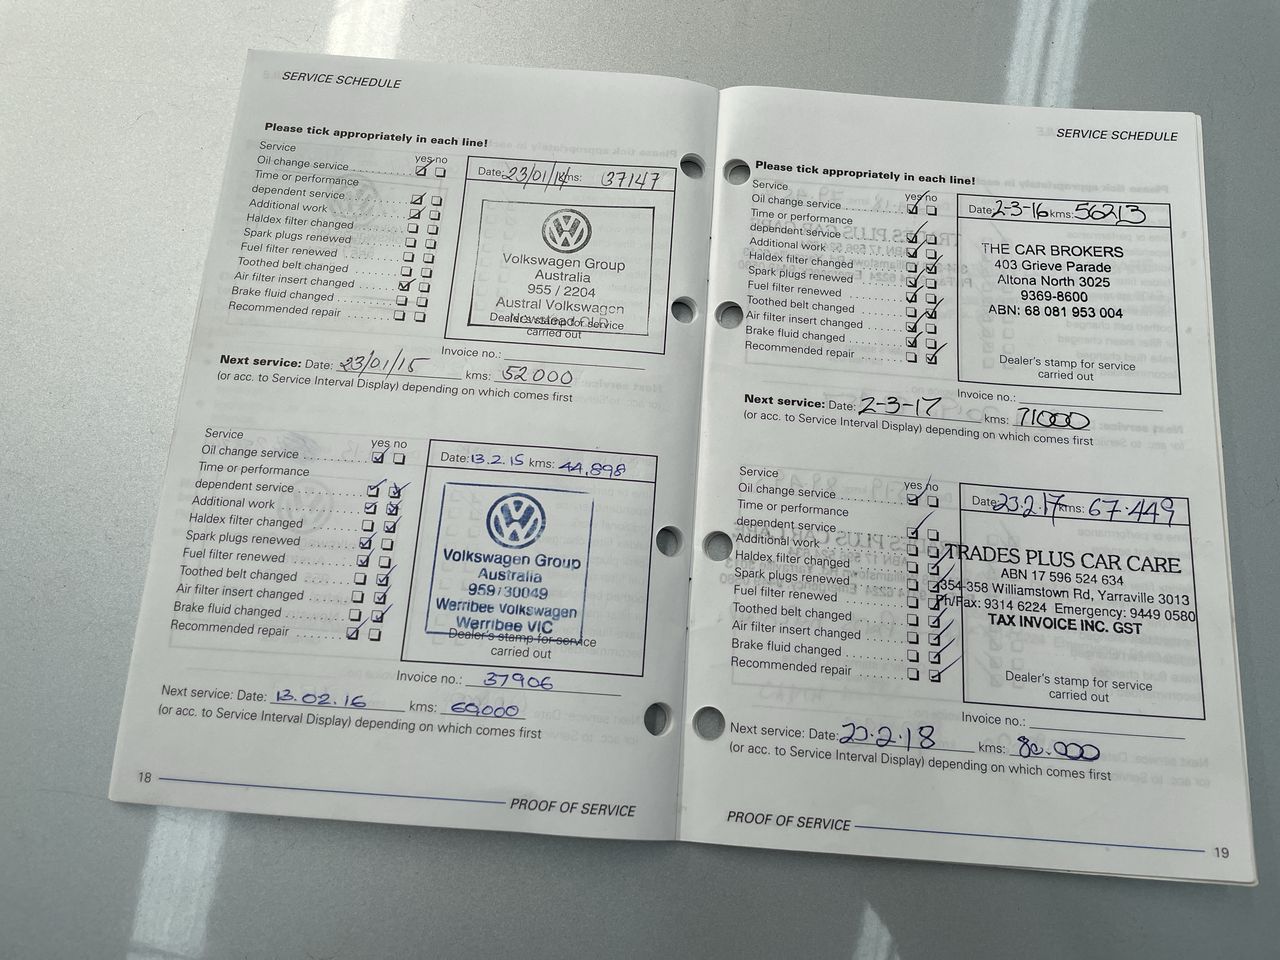 SERVICE SCHEDULE
Please tick appropriately in each line!
Service yes no
Oil change service
Time or performance
dependent service
Additional work
Haldex filter changed
Spark plugs renewed
Fuel filter renewed
Toothed belt changed
Air filter insert changed
Brake fluid changed
Recommended repair
Date: 23/01/14 kms: 37147
Volkswagen Group
Australia
955 / 2204
Austral Volkswagen
Newstead QLD
Dealer's stamp for service
carried out
Invoice no.:
Next service: Date: 23/01/15 kms: 52000
(or acc. to Service Interval Display) depending on which comes first
Service yes no
Oil change service
Time or performance
dependent service
Additional work
Haldex filter changed
Spark plugs renewed
Fuel filter renewed
Toothed belt changed
Air filter insert changed
Brake fluid changed
Recommended repair
Date: 13.2.15 kms: 44,898
Volkswagen Group
Australia
959/30049
Werribee Volkswagen
Werribee VIC
Dealer's stamp for service
carried out
Invoice no.: 37906
Next service: Date: 13.02.16 kms: 60,000
(or acc. to Service Interval Display) depending on which comes first
18
PROOF OF SERVICE
SERVICE SCHEDULE
Please tick appropriately in each line!
Service yes no
Oil change service
Time or performance
dependent service
Additional work
Haldex filter changed
Spark plugs renewed
Fuel filter renewed
Toothed belt changed
Air filter insert changed
Brake fluid changed
Recommended repair
Date: 2-3-16 kms: 56213
THE CAR BROKERS
403 Grieve Parade
Altona North 3025
9369-8600
ABN: 68 081 953 004
Dealer's stamp for service
carried out
Invoice no.:
Next service: Date: 2-3-17 kms: 71000
(or acc. to Service Interval Display) depending on which comes first
Service yes no
Oil change service
Time or performance
dependent service
Additional work
Haldex filter changed
Spark plugs renewed
Fuel filter renewed
Toothed belt changed
Air filter insert changed
Brake fluid changed
Recommended repair
Date: 23.2.17 kms: 67.449
TRADES PLUS CAR CARE
ABN 17 596 524 634
354-358 Williamstown Rd, Yarraville 3013
Ph/Fax: 9314 6224 Emergency: 9449 0580
TAX INVOICE INC. GST
Dealer's stamp for service
carried out
Invoice no.:
Next service: Date: 23.2.18 kms: 80.000
(or acc. to Service Interval Display) depending on which comes first
PROOF OF SERVICE
19